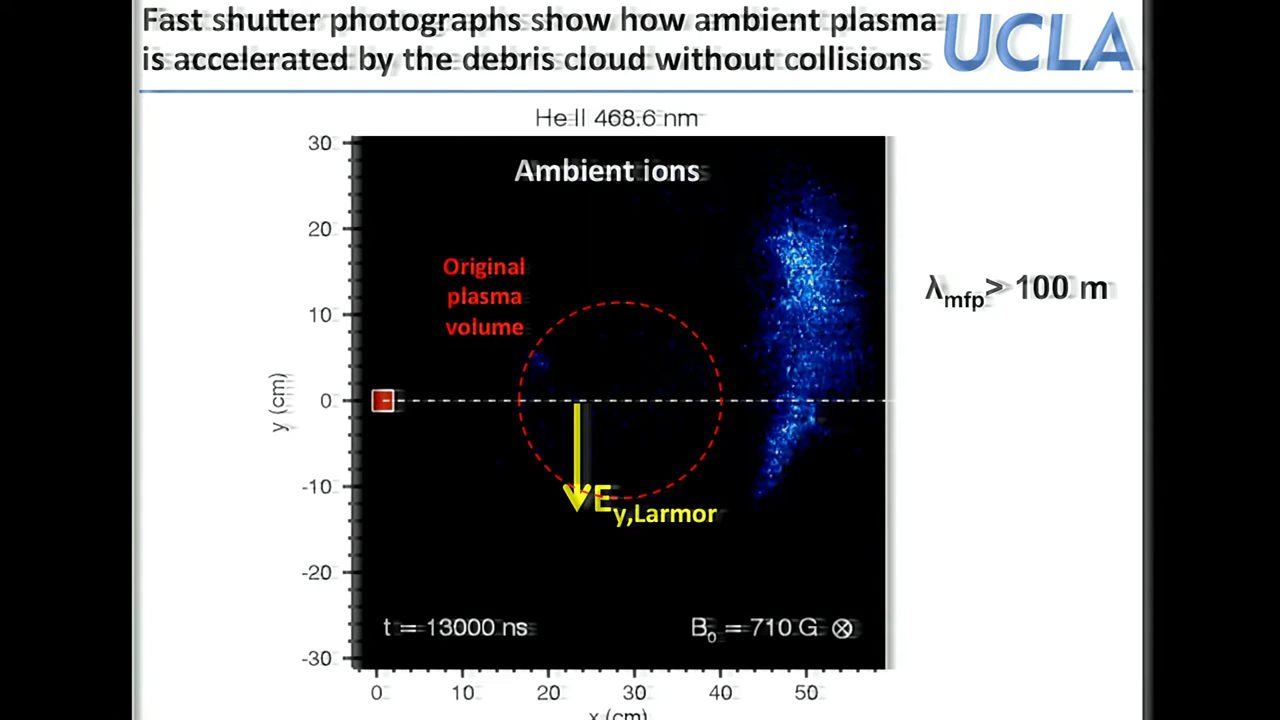 Fast shutter photographs show how ambient plasma
is accelerated by the debris cloud without collisions
UCLA
He II 468.6 nm
Ambient ions
Original
plasma
volume
λmfp> 100 m
Ey,Larmor
t = 13000 ns
B0 = 710 G ⊗
30
20
10
0
-10
-20
-30
y (cm)
0 10 20 30 40 50
x (cm)